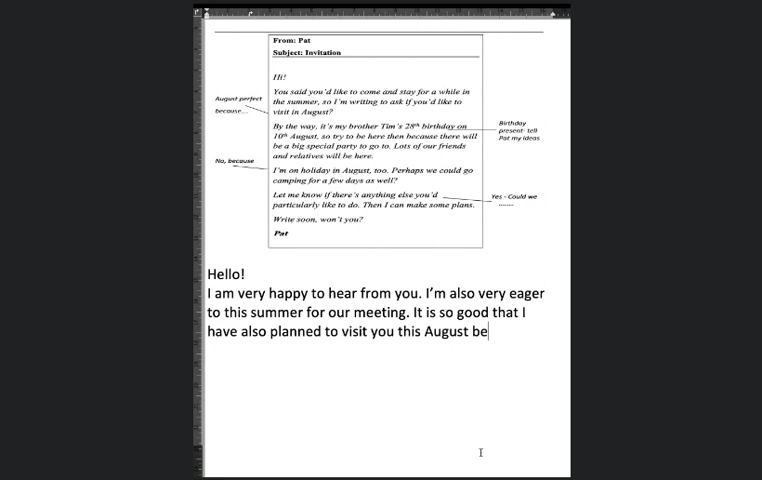 From: Pat
Subject: Invitation
Hi!
You said you'd like to come and stay for a while in
the summer, so I'm writing to ask if you'd like to
visit in August?
August perfect
because...
By the way, it's my brother Tim's 28th birthday on
10th August, so try to be here then because there will
be a big special party to go to. Lots of our friends
and relatives will be here.
Birthday
present- tell
Pat my ideas
No, because
I'm on holiday in August, too. Perhaps we could go
camping for a few days as well?
Let me know if there's anything else you'd
particularly like to do. Then I can make some plans.
Yes - Could we
.......
Write soon, won't you?
Pat
Hello!
I am very happy to hear from you. I'm also very eager
to this summer for our meeting. It is so good that I
have also planned to visit you this August be